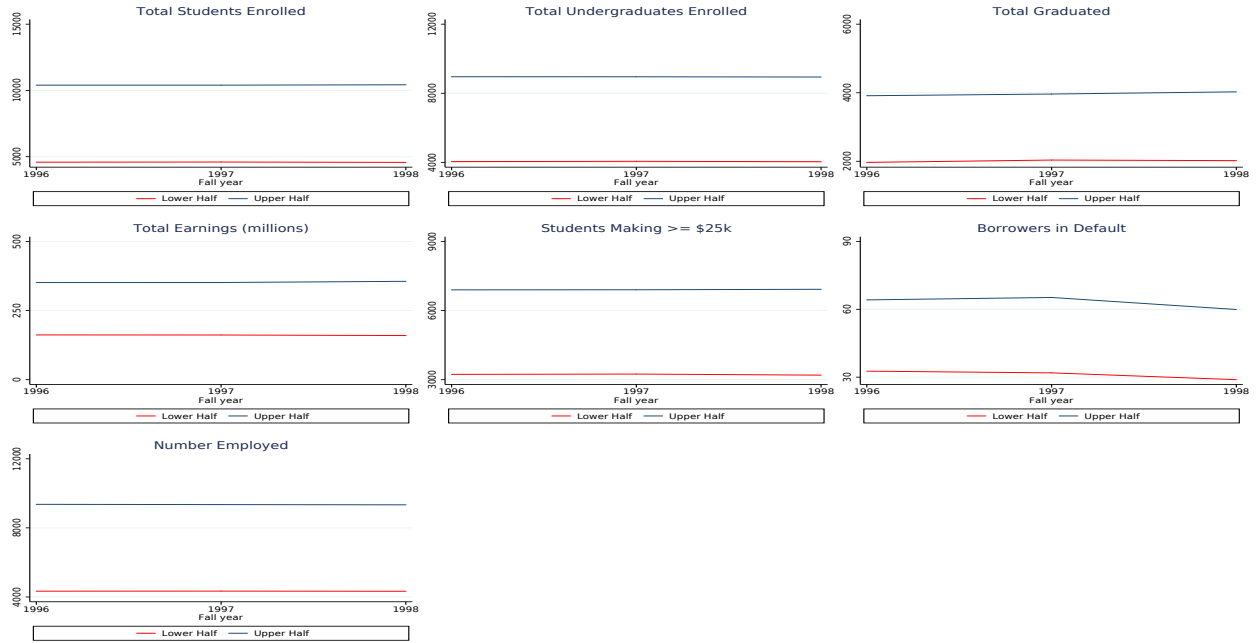 Total Students Enrolled
15000
10000
5000
1996 1997 1998
Fall year
Lower Half Upper Half
Total Undergraduates Enrolled
12000
8000
4000
1996 1997 1998
Fall year
Lower Half Upper Half
Total Graduated
6000
4000
2000
1996 1997 1998
Fall year
Lower Half Upper Half
Total Earnings (millions)
500
250
0
1996 1997 1998
Fall year
Lower Half Upper Half
Students Making >= $25k
9000
6000
3000
1996 1997 1998
Fall year
Lower Half Upper Half
Borrowers in Default
90
60
30
1996 1997 1998
Fall year
Lower Half Upper Half
Number Employed
12000
8000
4000
1996 1997 1998
Fall year
Lower Half Upper Half